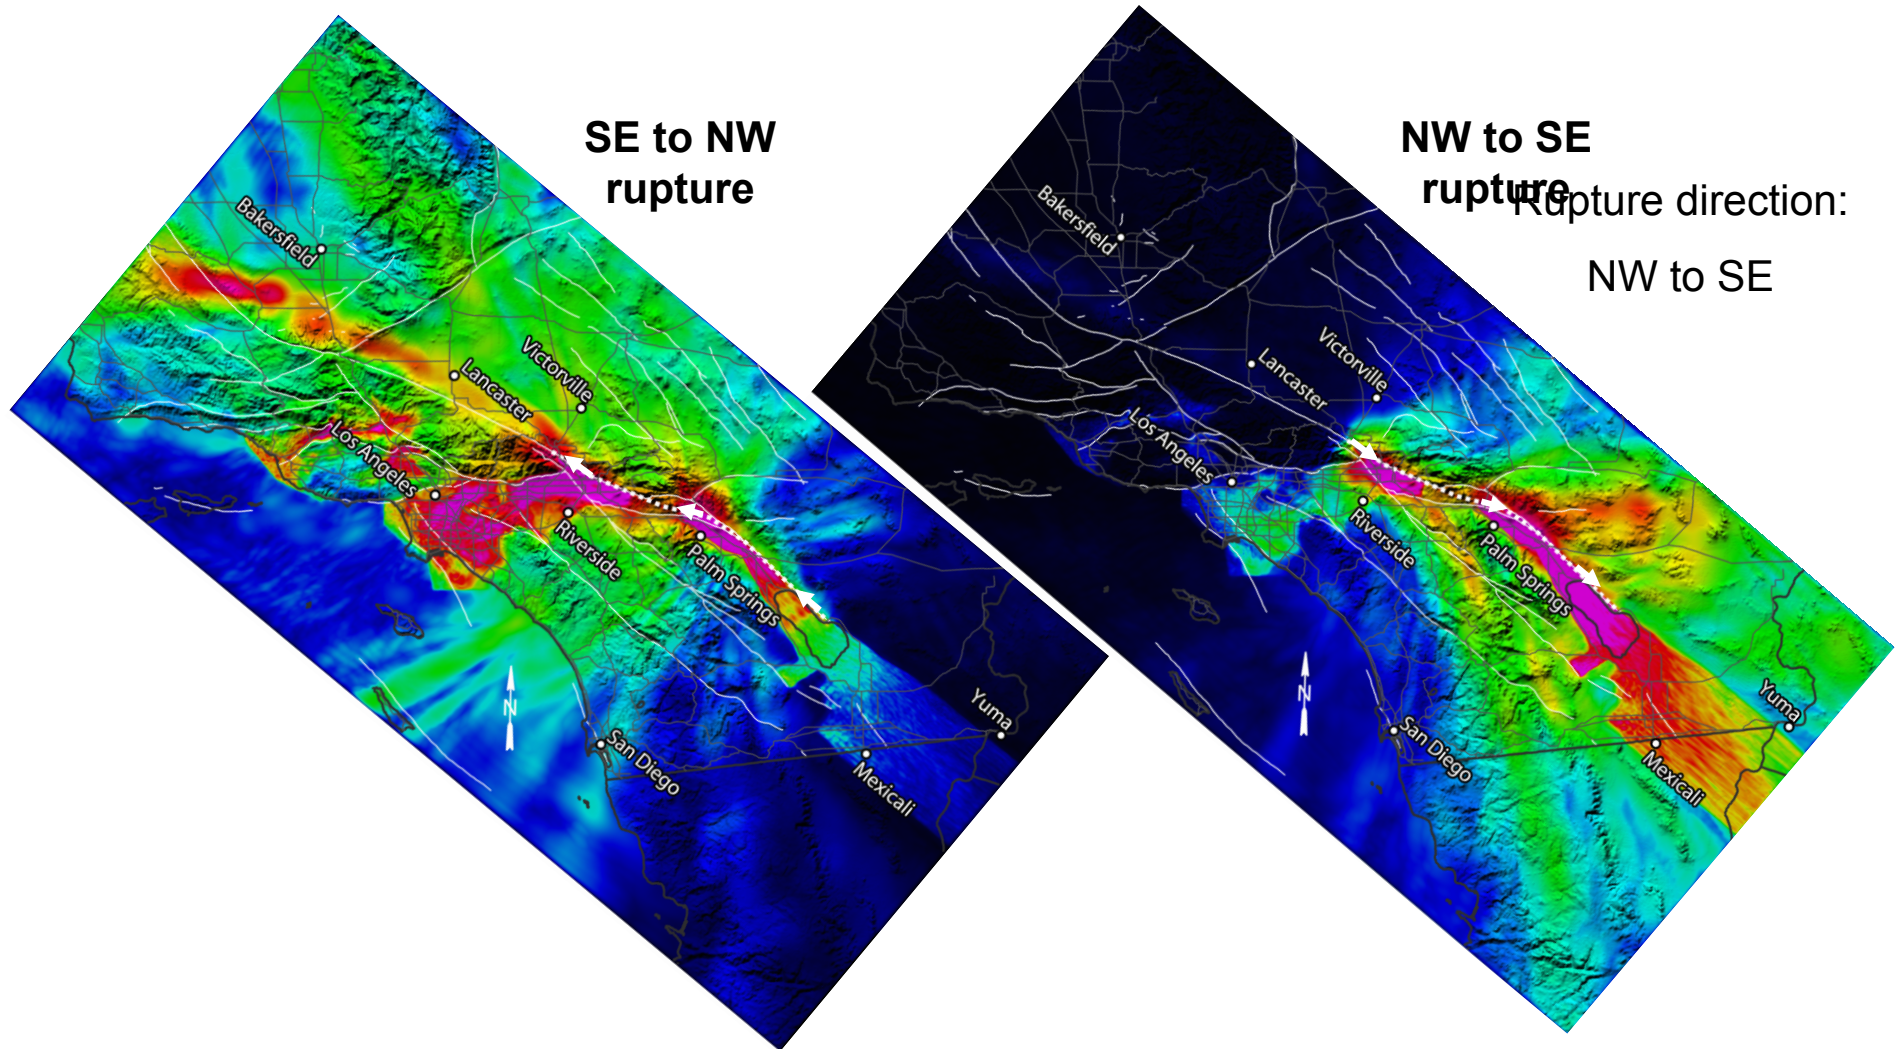 SE to NW
rupture
Bakersfield
Lancaster
Victorville
Los Angeles
Riverside
Palm Springs
N
San Diego
Yuma
Mexicali
NW to SE
rupture
Rupture direction:
NW to SE
Bakersfield
Lancaster
Victorville
Los Angeles
Riverside
Palm Springs
N
San Diego
Yuma
Mexicali